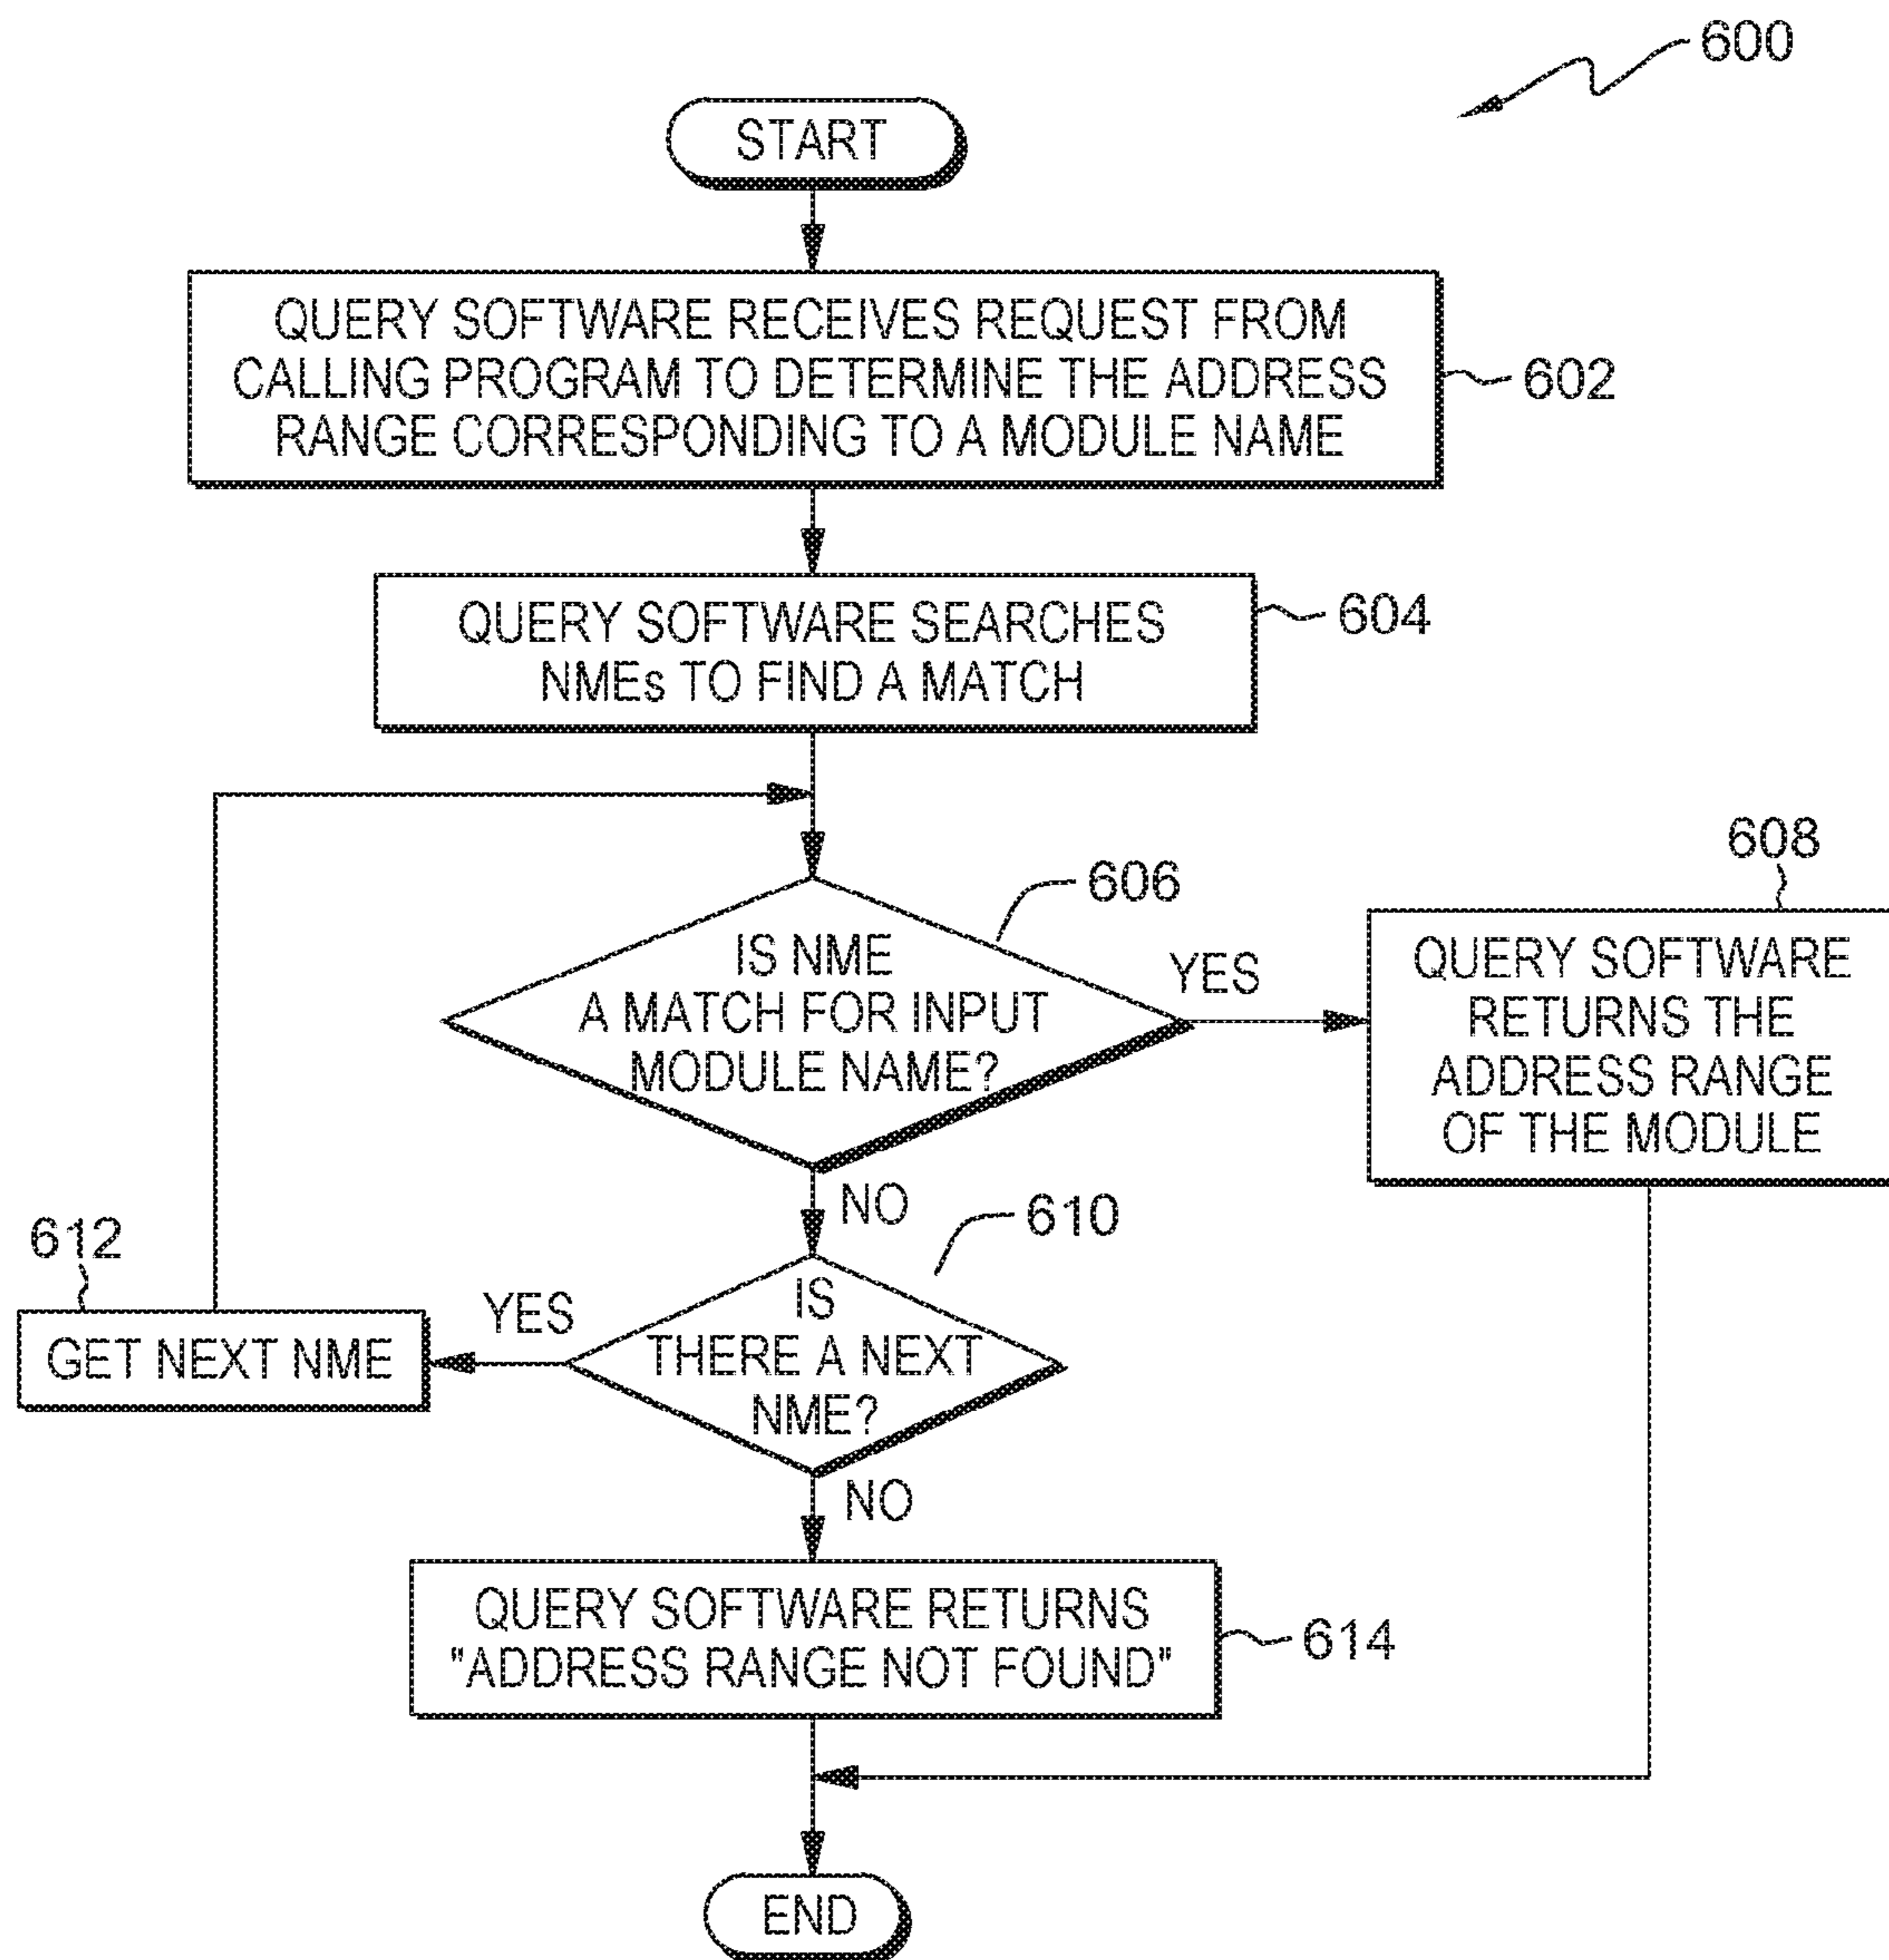 600
START
QUERY SOFTWARE RECEIVES REQUEST FROM
CALLING PROGRAM TO DETERMINE THE ADDRESS
RANGE CORRESPONDING TO A MODULE NAME
602
QUERY SOFTWARE SEARCHES
NMEs TO FIND A MATCH
604
606
IS NME
A MATCH FOR INPUT
MODULE NAME?
YES
608
QUERY SOFTWARE
RETURNS THE
ADDRESS RANGE
OF THE MODULE
NO
610
IS
THERE A NEXT
NME?
YES
612
GET NEXT NME
NO
QUERY SOFTWARE RETURNS
"ADDRESS RANGE NOT FOUND"
614
END